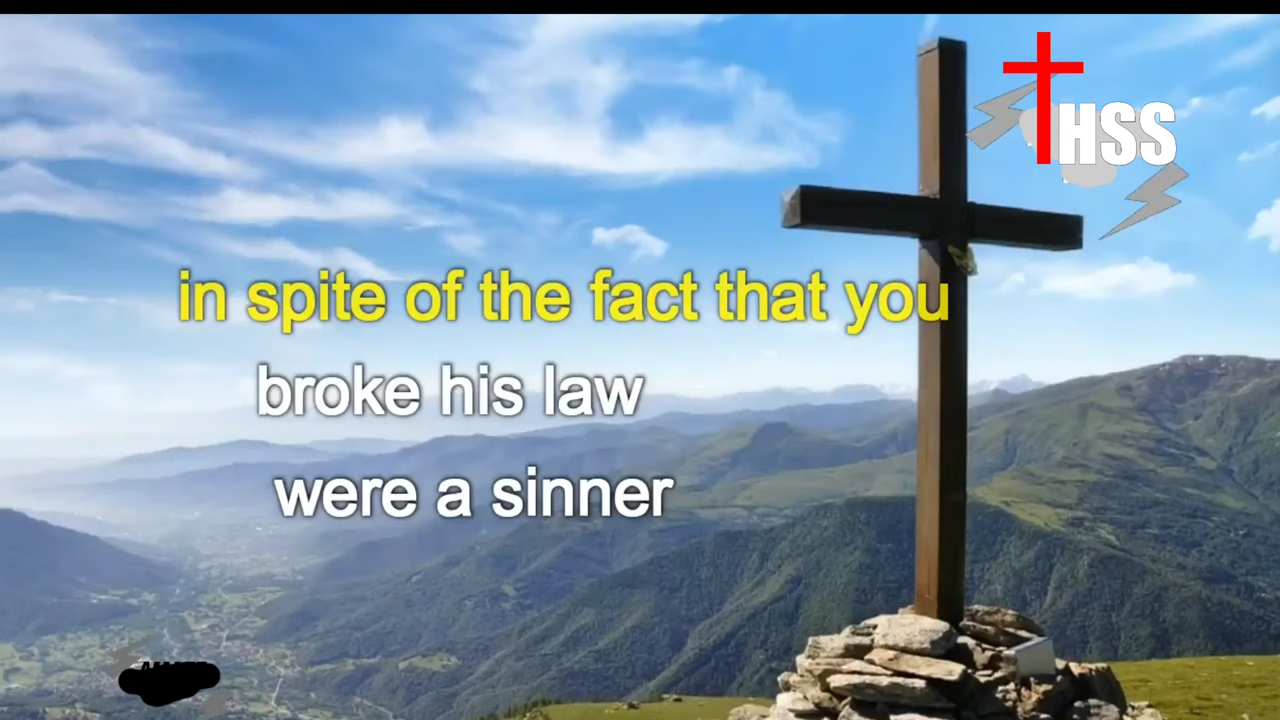 HSS
in spite of the fact that you
broke his law
were a sinner